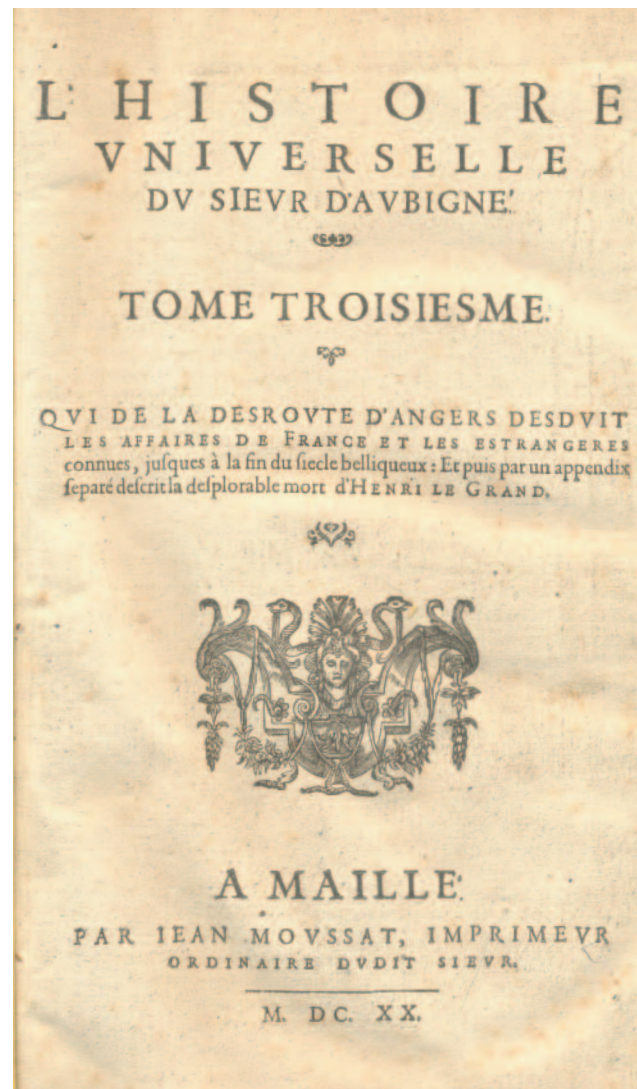 L'HISTOIRE
VNIVERSELLE
DV SIEVR D'AVBIGNE'.
TOME TROISIESME.
QVI DE LA DESROVTE D'ANGERS DESDVIT
LES AFFAIRES DE FRANCE ET LES ESTRANGERES
connues, juſques à la fin du ſiecle belliqueux : Et puis par un appendix
ſeparé deſcrit la deſplorable mort d'HENRI LE GRAND.
A MAILLE'.
PAR IEAN MOVSSAT, IMPRIMEVR
ORDINAIRE DVDIT SIEVR.
M. DC. XX.